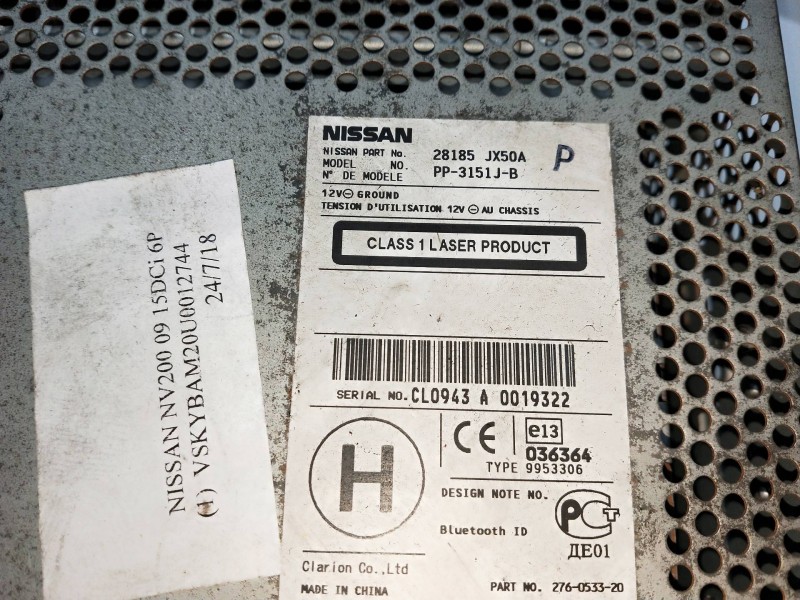 NISSAN
NISSAN PART No. 28185 JX50A P
MODEL NO.
N° DE MODELE PP-3151J-B
12V⊖ GROUND
TENSION D'UTILISATION 12V ⊖ AU CHASSIS
CLASS 1 LASER PRODUCT
SERIAL NO. CL0943 A 0019322
H
CE e13
036364
TYPE 9953306
DESIGN NOTE NO.
Bluetooth ID
РСТ
ДЕ01
Clarion Co.,Ltd
MADE IN CHINA PART NO. 276-0533-20
NISSAN NV200 09 15DCi 6P
(1) VSKYBAM20U0012744
24/7/18